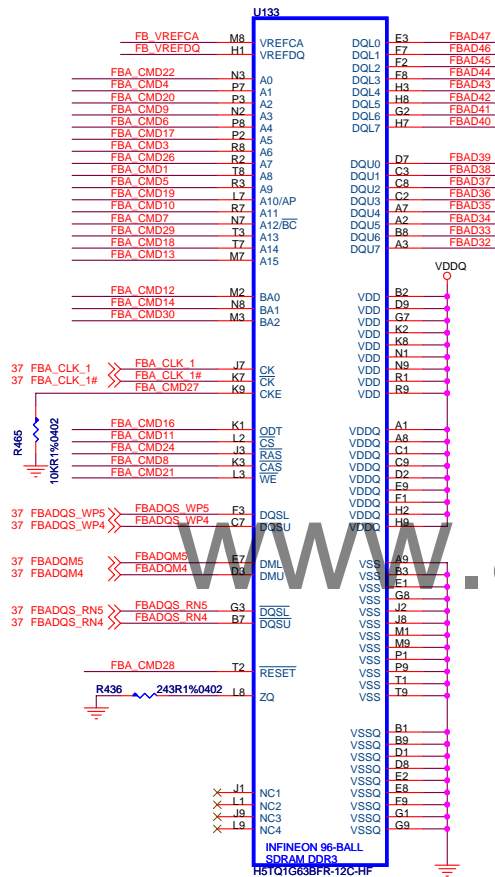 U133
FB_VREFCA M8 VREFCA DQL0 E3 FBAD47
FB_VREFDQ H1 VREFDQ DQL1 F7 FBAD46
DQL2 F2 FBAD45
FBA_CMD22 N3 A0 DQL3 F8 FBAD44
FBA_CMD4 P7 A1 DQL4 H3 FBAD43
FBA_CMD20 P3 A2 DQL5 H8 FBAD42
FBA_CMD9 N2 A3 DQL6 G2 FBAD41
FBA_CMD6 P8 A4 DQL7 H7 FBAD40
FBA_CMD17 P2 A5
FBA_CMD3 R8 A6
FBA_CMD26 R2 A7 DQU0 D7 FBAD39
FBA_CMD1 T8 A8 DQU1 C3 FBAD38
FBA_CMD5 R3 A9 DQU2 C8 FBAD37
FBA_CMD19 L7 A10/AP DQU3 C2 FBAD36
FBA_CMD10 R7 A11 DQU4 A7 FBAD35
FBA_CMD7 N7 A12/BC DQU5 A2 FBAD34
FBA_CMD29 T3 A13 DQU6 B8 FBAD33
FBA_CMD18 T7 A14 DQU7 A3 FBAD32
FBA_CMD13 M7 A15
VDDQ
FBA_CMD12 M2 BA0 VDD B2
FBA_CMD14 N8 BA1 VDD D9
FBA_CMD30 M3 BA2 VDD G7
VDD K2
VDD K8
VDD N1
37 FBA_CLK_1 FBA_CLK_1 J7 CK VDD N9
37 FBA_CLK_1# FBA_CLK_1# K7 CK VDD R1
FBA_CMD27 K9 CKE VDD R9
R465
10KR1%0402
FBA_CMD16 K1 ODT VDDQ A1
FBA_CMD11 L2 CS VDDQ A8
FBA_CMD24 J3 RAS VDDQ C1
FBA_CMD8 K3 CAS VDDQ C9
FBA_CMD21 L3 WE VDDQ D2
VDDQ E9
VDDQ F1
37 FBADQS_WP5 FBADQS_WP5 F3 DQSL VDDQ H2
37 FBADQS_WP4 FBADQS_WP4 C7 DQSU VDDQ H9
www.
37 FBADQM5 FBADQM5 E7 DML VSS A9
37 FBADQM4 FBADQM4 D3 DMU VSS B3
VSS E1
VSS G8
37 FBADQS_RN5 FBADQS_RN5 G3 DQSL VSS J2
37 FBADQS_RN4 FBADQS_RN4 B7 DQSU VSS J8
VSS M1
VSS M9
VSS P1
FBA_CMD28 T2 RESET VSS P9
VSS T1
R436 243R1%0402 L8 ZQ VSS T9
VSSQ B1
VSSQ B9
VSSQ D1
VSSQ D8
VSSQ E2
J1 NC1 VSSQ E8
L1 NC2 VSSQ F9
J9 NC3 VSSQ G1
L9 NC4 VSSQ G9
INFINEON 96-BALL
SDRAM DDR3
H5TQ1G63BFR-12C-HF